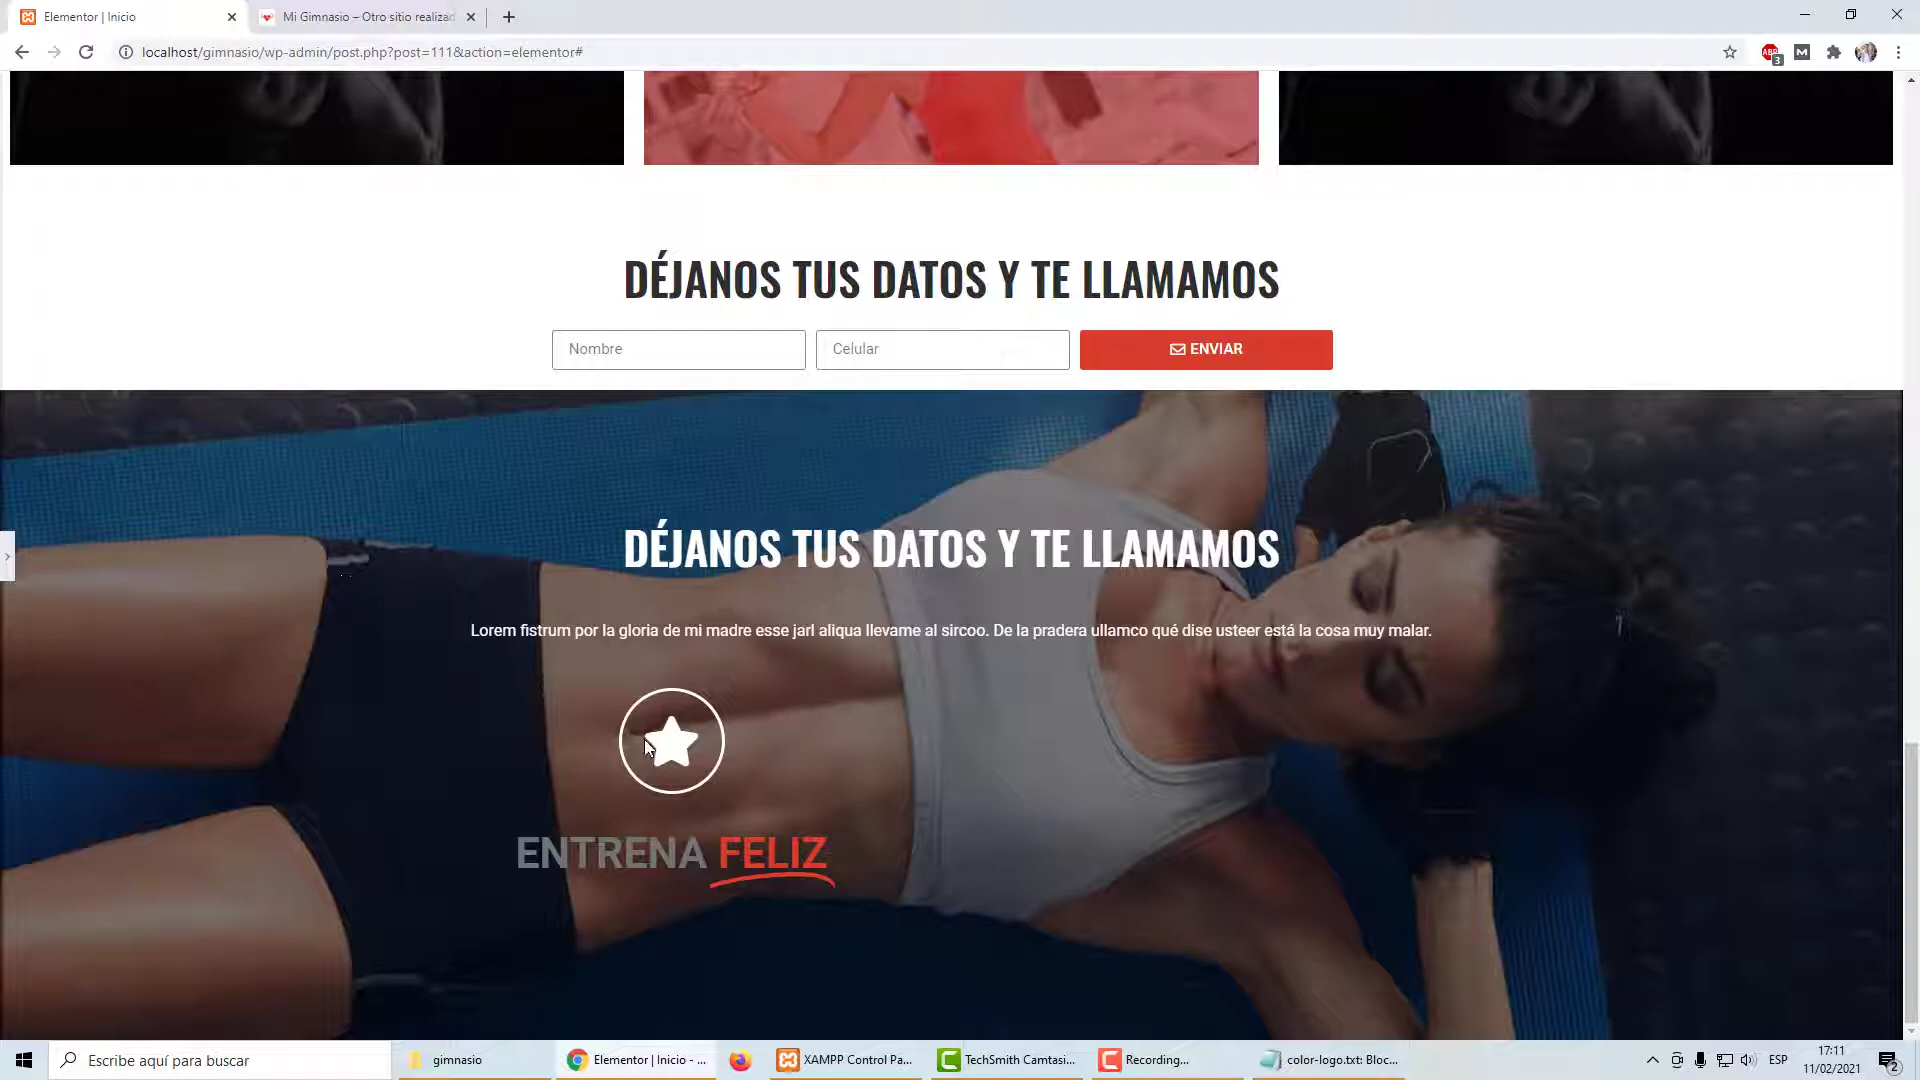 Elementor | Inicio
Mi Gimnasio – Otro sitio realizad
localhost/gimnasio/wp-admin/post.php?post=111&action=elementor#
ABP
3
M
DÉJANOS TUS DATOS Y TE LLAMAMOS
Nombre
Celular
ENVIAR
DÉJANOS TUS DATOS Y TE LLAMAMOS
Lorem fistrum por la gloria de mi madre esse jarl aliqua llevame al sircoo. De la pradera ullamco qué dise usteer está la cosa muy malar.
ENTRENA FELIZ
Escribe aquí para buscar
gimnasio
Elementor | Inicio - ...
XAMPP Control Pa...
TechSmith Camtasi...
Recording...
color-logo.txt: Bloc...
ESP
17:11
11/02/2021
2